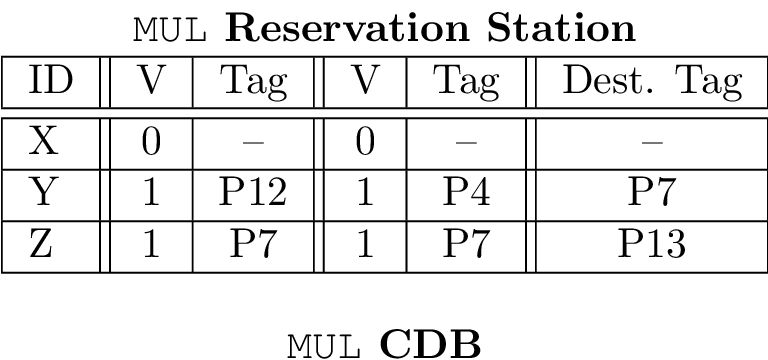 MUL Reservation Station
ID V Tag V Tag Dest. Tag
X 0 – 0 – –
Y 1 P12 1 P4 P7
Z 1 P7 1 P7 P13
MUL CDB